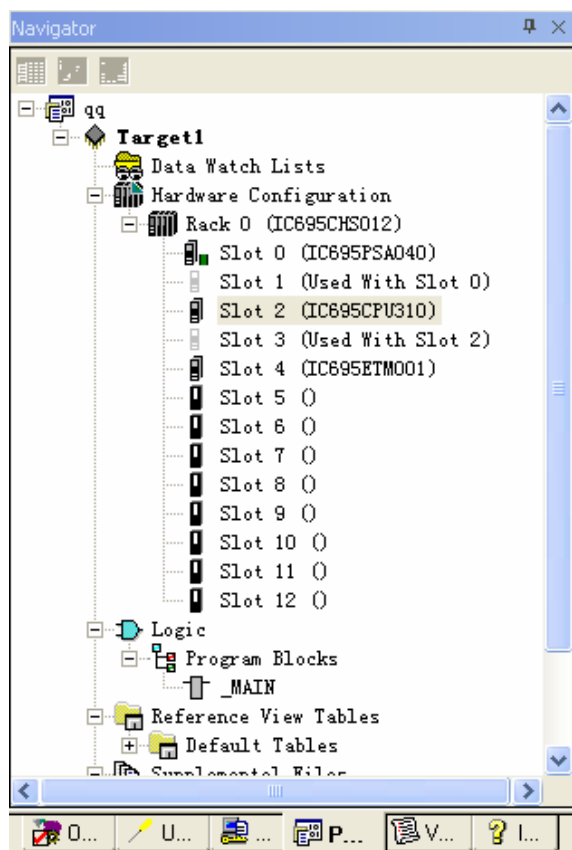 Navigator
qq
Target1
Data Watch Lists
Hardware Configuration
Rack 0 (IC695CHS012)
Slot 0 (IC695PSA040)
Slot 1 (Used With Slot 0)
Slot 2 (IC695CPU310)
Slot 3 (Used With Slot 2)
Slot 4 (IC695ETM001)
Slot 5 ()
Slot 6 ()
Slot 7 ()
Slot 8 ()
Slot 9 ()
Slot 10 ()
Slot 11 ()
Slot 12 ()
Logic
Program Blocks
_MAIN
Reference View Tables
Default Tables
Supplemental Files
O... U... ... P... V... I...